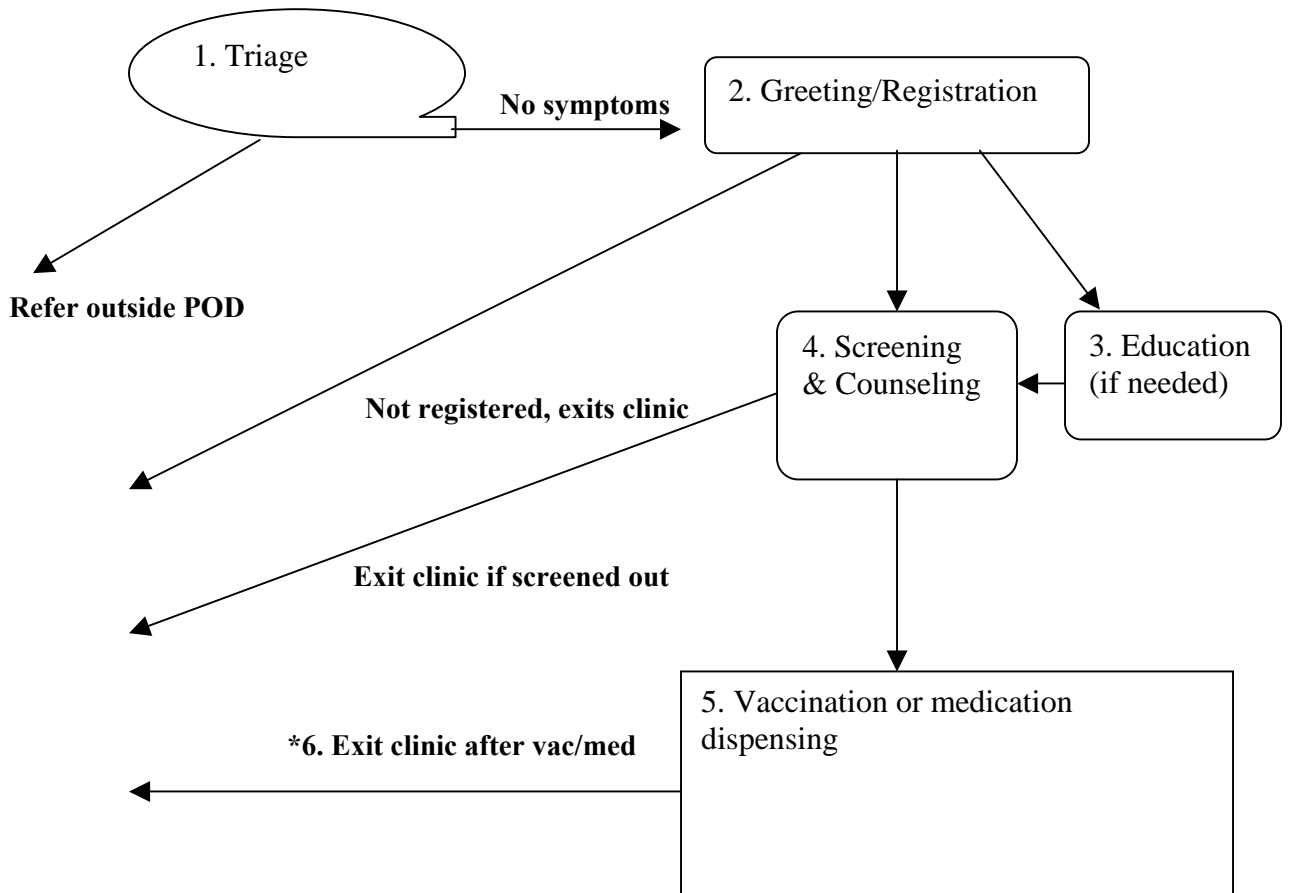 1. Triage
No symptoms
2. Greeting/Registration
Refer outside POD
4. Screening
& Counseling
3. Education
(if needed)
Not registered, exits clinic
Exit clinic if screened out
5. Vaccination or medication
dispensing
*6. Exit clinic after vac/med